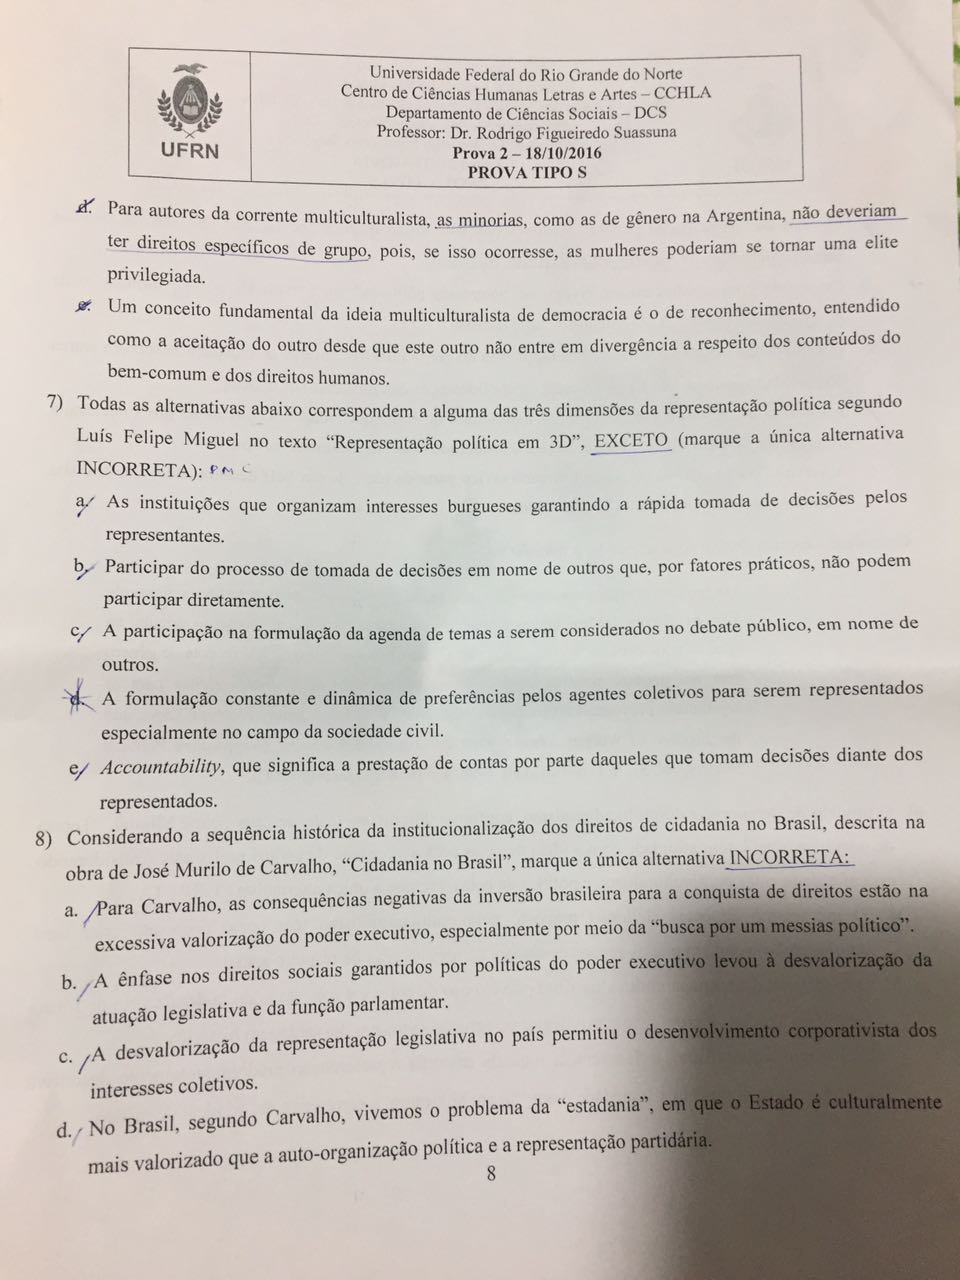 UFRN
Universidade Federal do Rio Grande do Norte
Centro de Ciências Humanas Letras e Artes – CCHLA
Departamento de Ciências Sociais – DCS
Professor: Dr. Rodrigo Figueiredo Suassuna
Prova 2 – 18/10/2016
PROVA TIPO S
d. Para autores da corrente multiculturalista, as minorias, como as de gênero na Argentina, não deveriam
ter direitos específicos de grupo, pois, se isso ocorresse, as mulheres poderiam se tornar uma elite
privilegiada.
e. Um conceito fundamental da ideia multiculturalista de democracia é o de reconhecimento, entendido
como a aceitação do outro desde que este outro não entre em divergência a respeito dos conteúdos do
bem-comum e dos direitos humanos.
7) Todas as alternativas abaixo correspondem a alguma das três dimensões da representação política segundo
Luís Felipe Miguel no texto “Representação política em 3D”, EXCETO (marque a única alternativa
INCORRETA): P M C
a. As instituições que organizam interesses burgueses garantindo a rápida tomada de decisões pelos
representantes.
b. Participar do processo de tomada de decisões em nome de outros que, por fatores práticos, não podem
participar diretamente.
c. A participação na formulação da agenda de temas a serem considerados no debate público, em nome de
outros.
d. A formulação constante e dinâmica de preferências pelos agentes coletivos para serem representados
especialmente no campo da sociedade civil.
e. Accountability, que significa a prestação de contas por parte daqueles que tomam decisões diante dos
representados.
8) Considerando a sequência histórica da institucionalização dos direitos de cidadania no Brasil, descrita na
obra de José Murilo de Carvalho, “Cidadania no Brasil”, marque a única alternativa INCORRETA:
a. Para Carvalho, as consequências negativas da inversão brasileira para a conquista de direitos estão na
excessiva valorização do poder executivo, especialmente por meio da “busca por um messias político”.
b. A ênfase nos direitos sociais garantidos por políticas do poder executivo levou à desvalorização da
atuação legislativa e da função parlamentar.
c. A desvalorização da representação legislativa no país permitiu o desenvolvimento corporativista dos
interesses coletivos.
d. No Brasil, segundo Carvalho, vivemos o problema da “estadania”, em que o Estado é culturalmente
mais valorizado que a auto-organização política e a representação partidária.
8